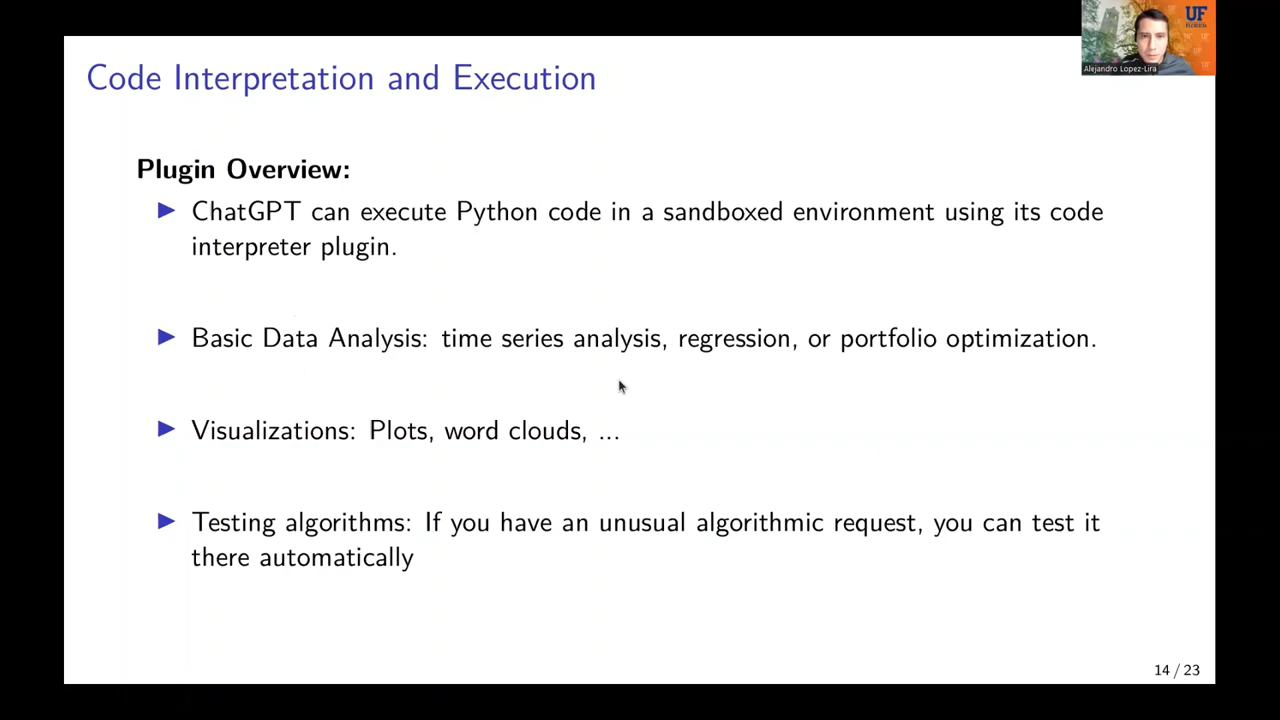 Code Interpretation and Execution
UF
Alejandro Lopez-Lira
Plugin Overview:
ChatGPT can execute Python code in a sandboxed environment using its code
interpreter plugin.
Basic Data Analysis: time series analysis, regression, or portfolio optimization.
Visualizations: Plots, word clouds, ...
Testing algorithms: If you have an unusual algorithmic request, you can test it
there automatically
14 / 23